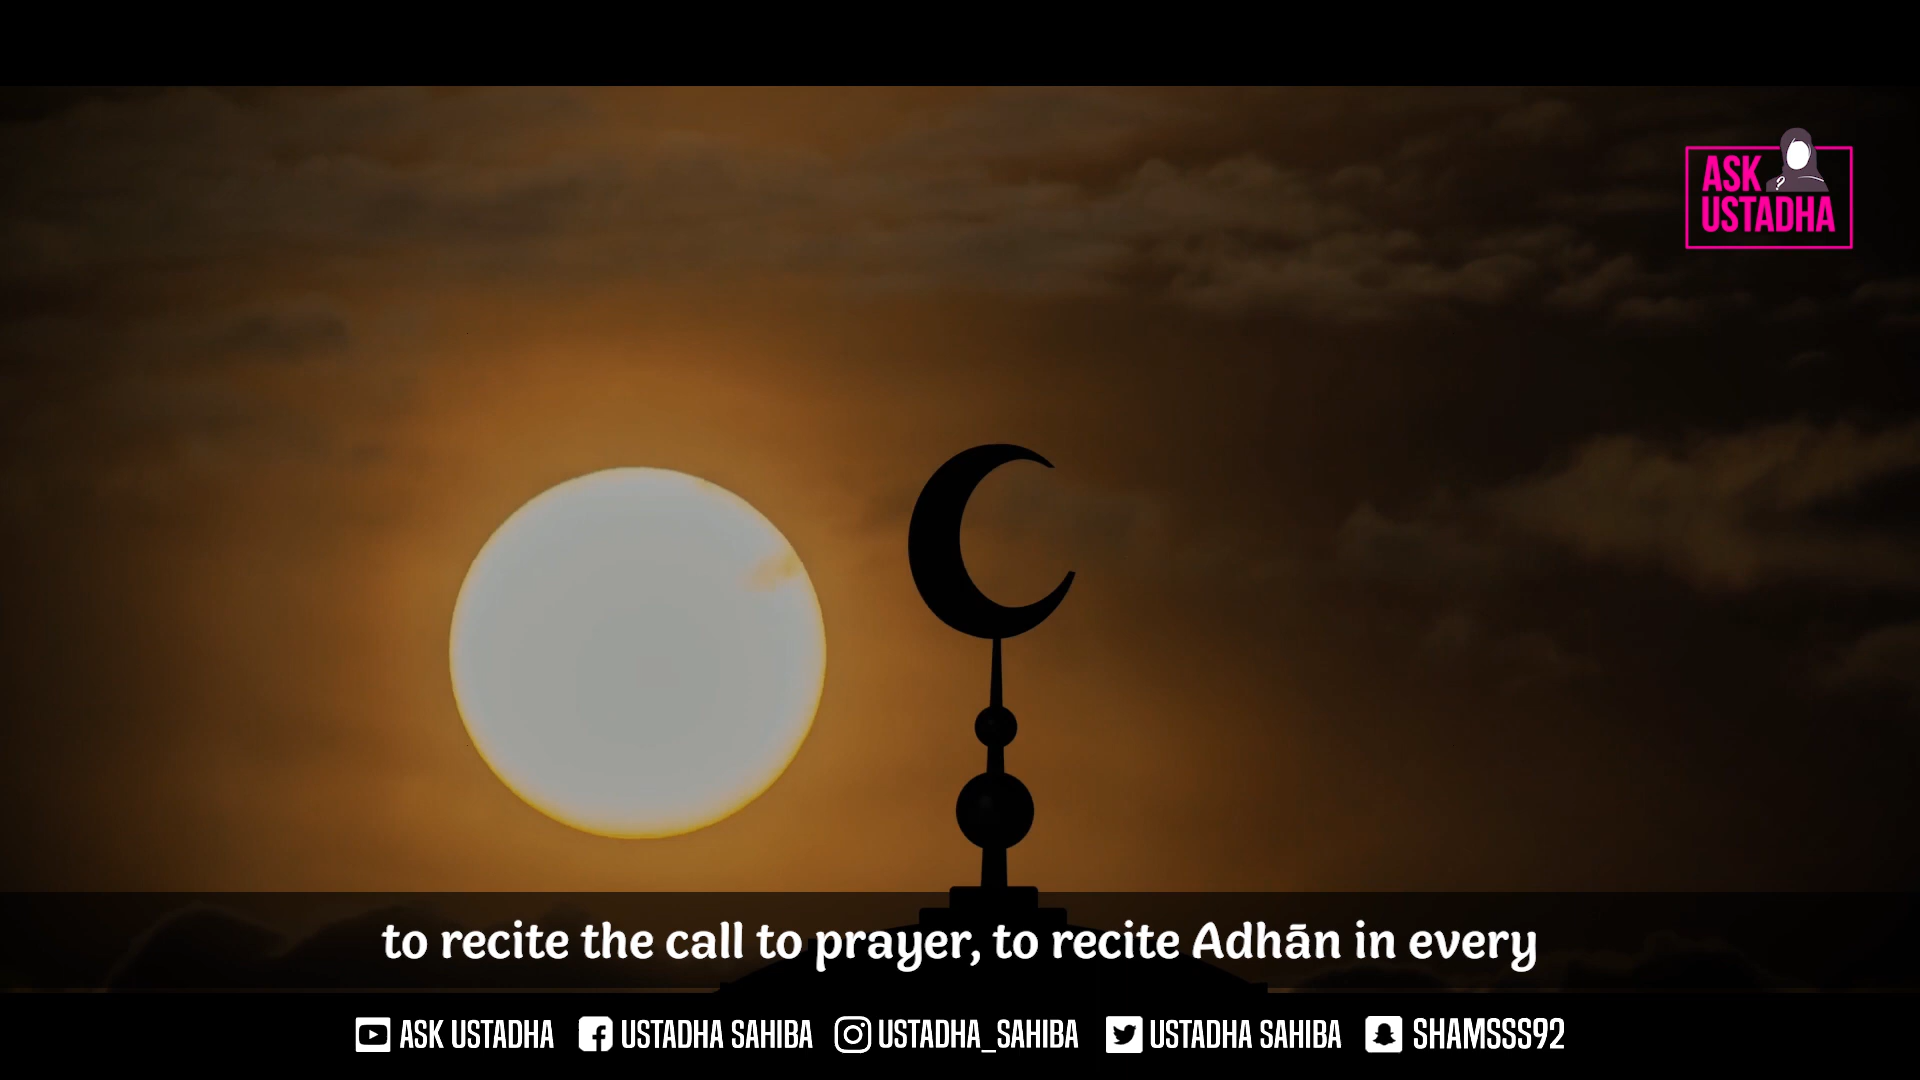 ASK
USTADHA
to recite the call to prayer, to recite Adhān in every
ASK USTADHA USTADHA SAHIBA USTADHA_SAHIBA USTADHA SAHIBA SHAMSSS92